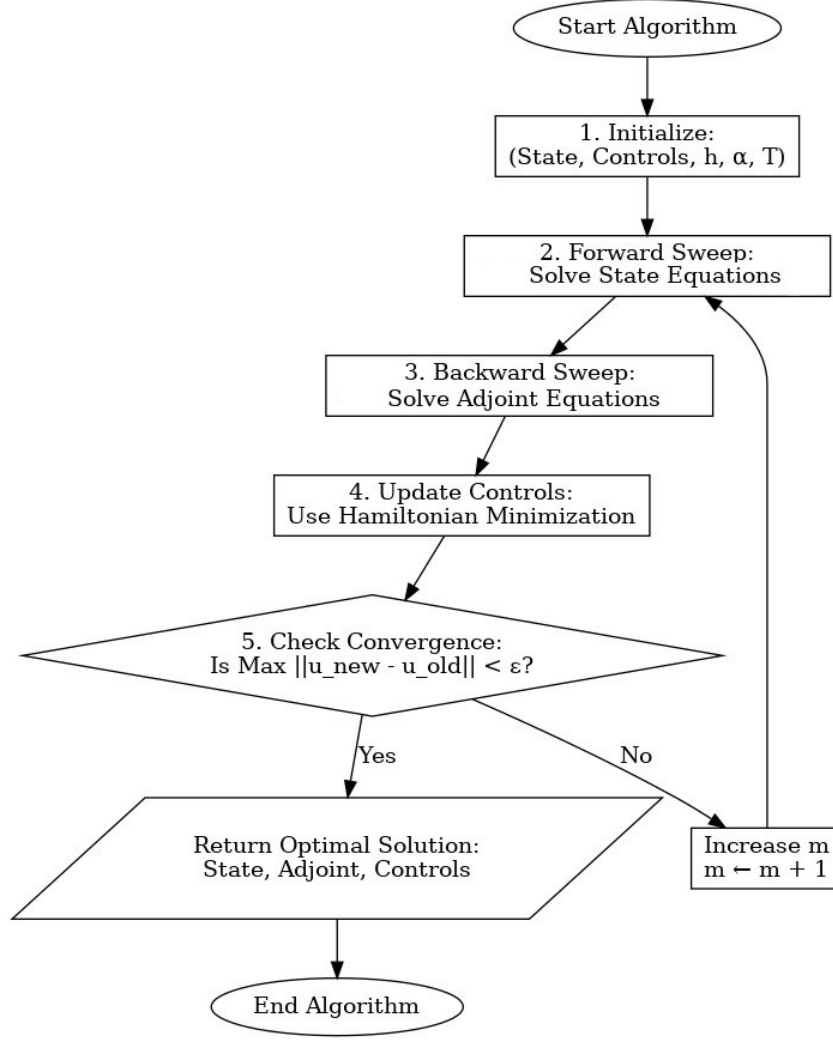 Start Algorithm
1. Initialize:
(State, Controls, h, α, T)
2. Forward Sweep:
Solve State Equations
3. Backward Sweep:
Solve Adjoint Equations
4. Update Controls:
Use Hamiltonian Minimization
5. Check Convergence:
Is Max ||u_new - u_old|| < ε?
Yes
No
Return Optimal Solution:
State, Adjoint, Controls
Increase m
m ← m + 1
End Algorithm